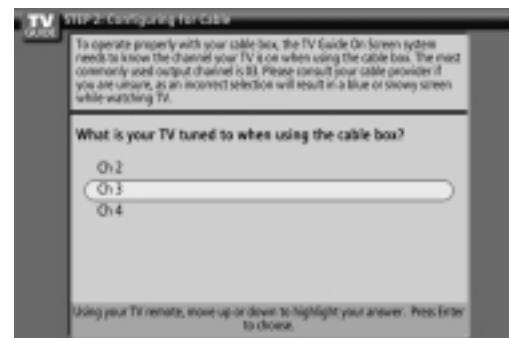 TV
GUIDE
STEP 2: Configuring for Cable
To operate properly with your cable box, the TV Guide On Screen system
needs to know the channel your TV is on when using the cable box. The most
commonly used output channel is 03. Please consult your cable provider if
you are unsure, as an incorrect selection will result in a blue or snowy screen
while watching TV.
What is your TV tuned to when using the cable box?
Ch 2
Ch 3
Ch 4
Using your TV remote, move up or down to highlight your answer. Press Enter
to choose.